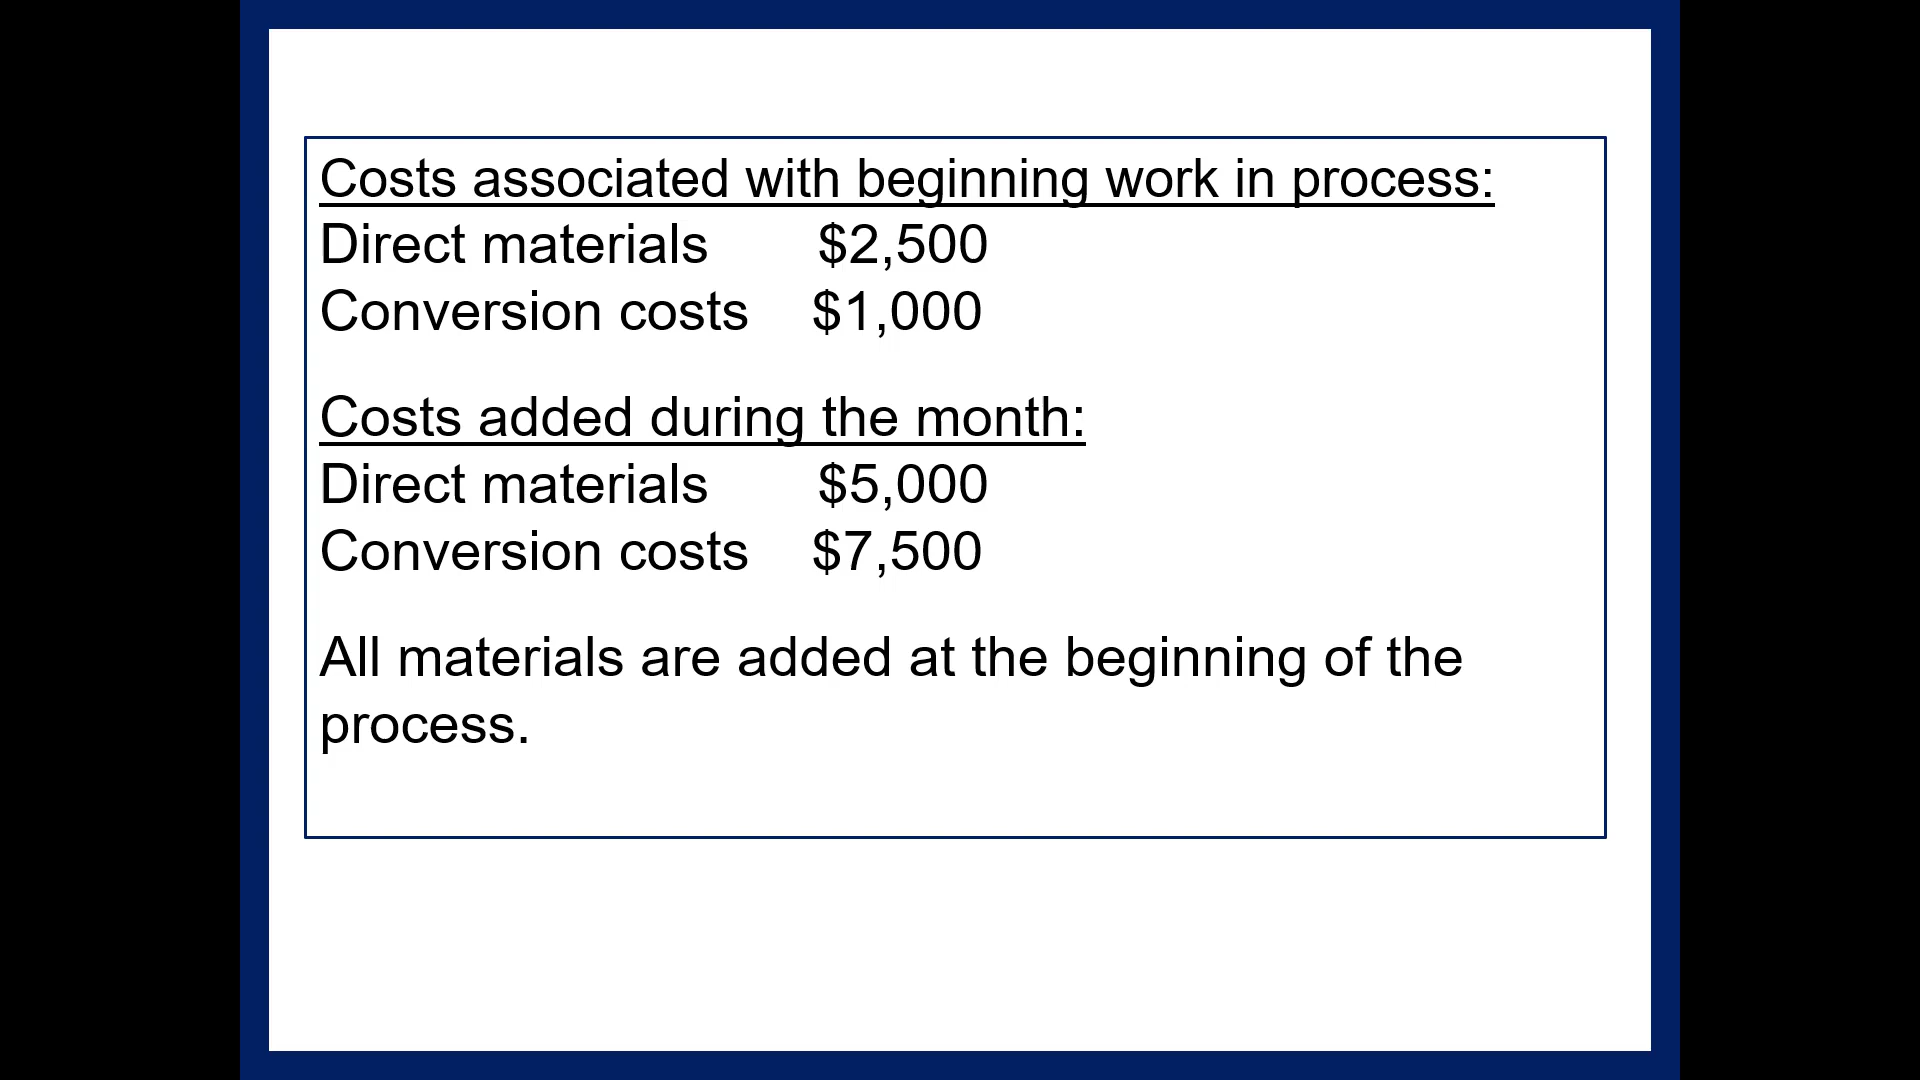 Costs associated with beginning work in process:
Direct materials $2,500
Conversion costs $1,000
Costs added during the month:
Direct materials $5,000
Conversion costs $7,500
All materials are added at the beginning of the
process.